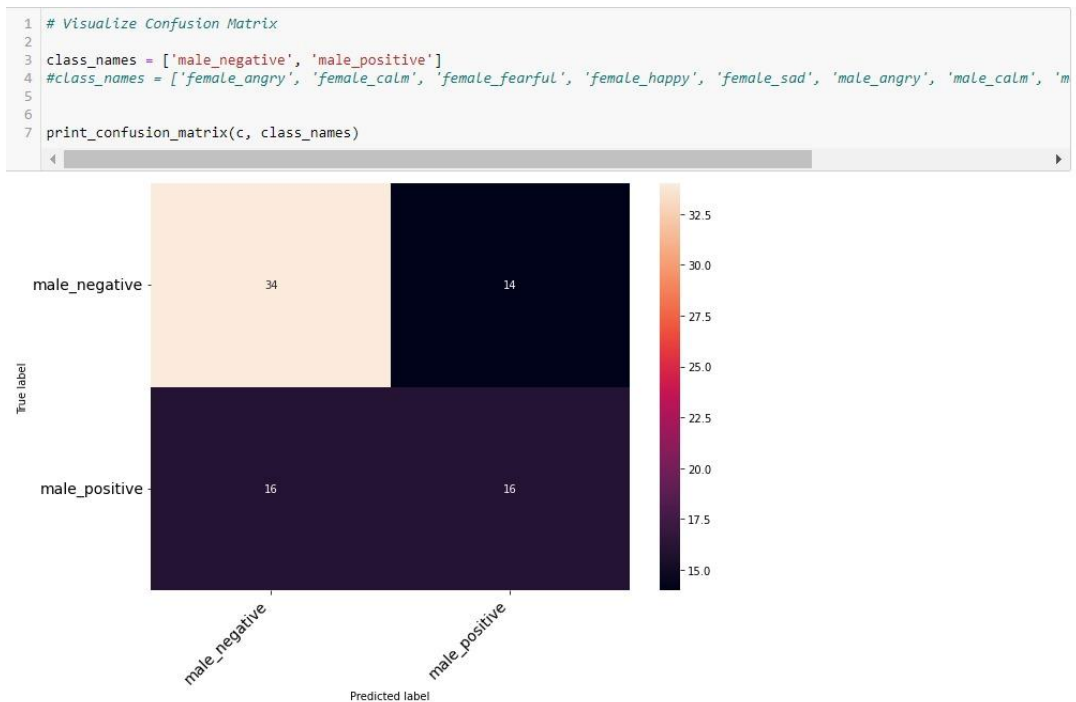 1 # Visualize Confusion Matrix
2
3 class_names = ['male_negative', 'male_positive']
4 #class_names = ['female_angry', 'female_calm', 'female_fearful', 'female_happy', 'female_sad', 'male_angry', 'male_calm', 'm
5
6
7 print_confusion_matrix(c, class_names)
32.5
30.0
male_negative
34
14
27.5
25.0
True label
22.5
20.0
male_positive
16
16
17.5
15.0
male_negative
male_positive
Predicted label